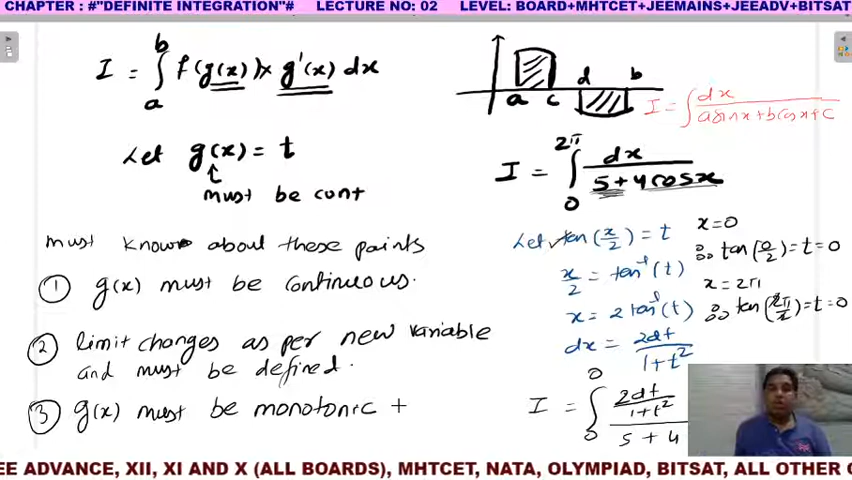 CHAPTER : #"DEFINITE INTEGRATION"# LECTURE NO: 02 LEVEL: BOARD+MHTCET+JEEMAINS+JEEADV+BITSAT
I = ∫_a^b f(g(x)) x g'(x) dx
Let g(x) = t
must be cont
must know about these points
① g(x) must be continuous.
② limit changes as per new variable
and must be defined.
③ g(x) must be monotonic +
a c d b
I = ∫ dx / (a sin x + b cos x + c)
I = ∫_0^{2π} dx / (5 + 4 cos x)
Let tan(x/2) = t
x/2 = tan⁻¹(t)
x = 2 tan⁻¹(t)
dx = 2dt / (1+t²)
x = 0
∴ tan(0/2) = t = 0
x = 2π
∴ tan(2π/2) = t = 0
I = ∫_0^0 (2dt / (1+t²)) / (5 + 4
EE ADVANCE, XII, XI AND X (ALL BOARDS), MHTCET, NATA, OLYMPIAD, BITSAT, ALL OTHER